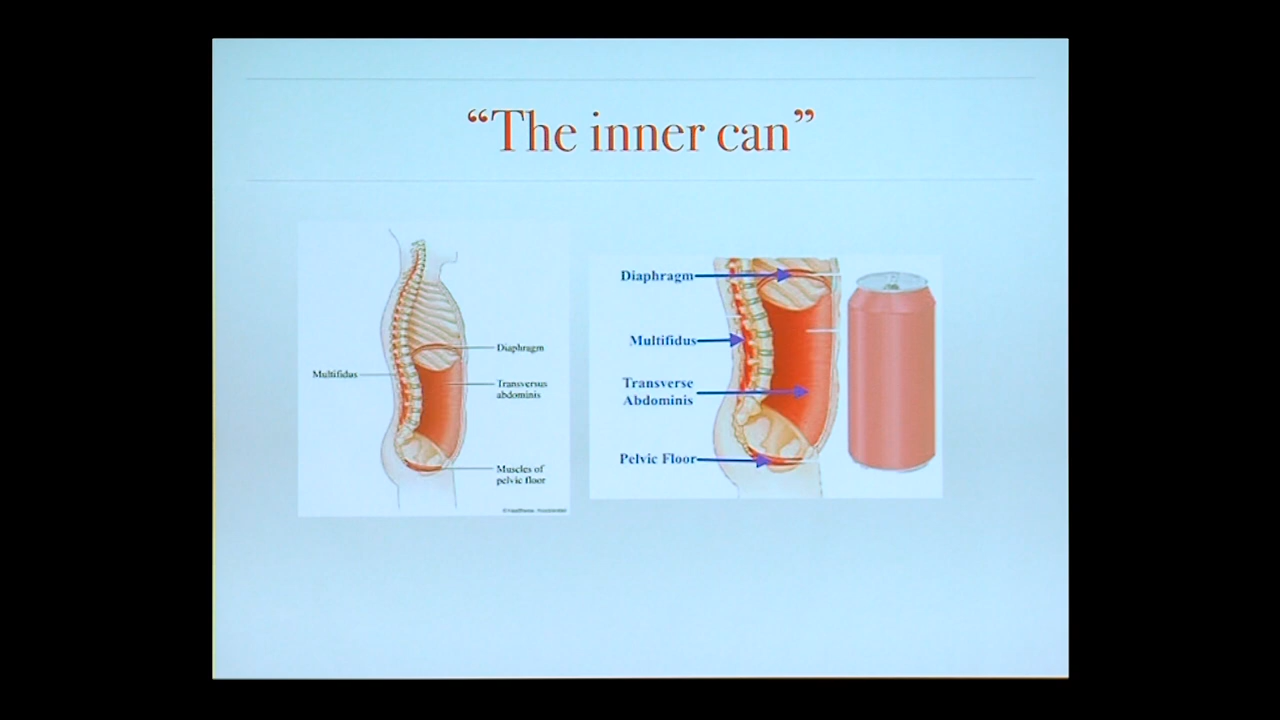 “The inner can”
Diaphragm
Multifidus
Transversus
abdominis
Muscles of
pelvic floor
Diaphragm
Multifidus
Transverse
Abdominis
Pelvic Floor